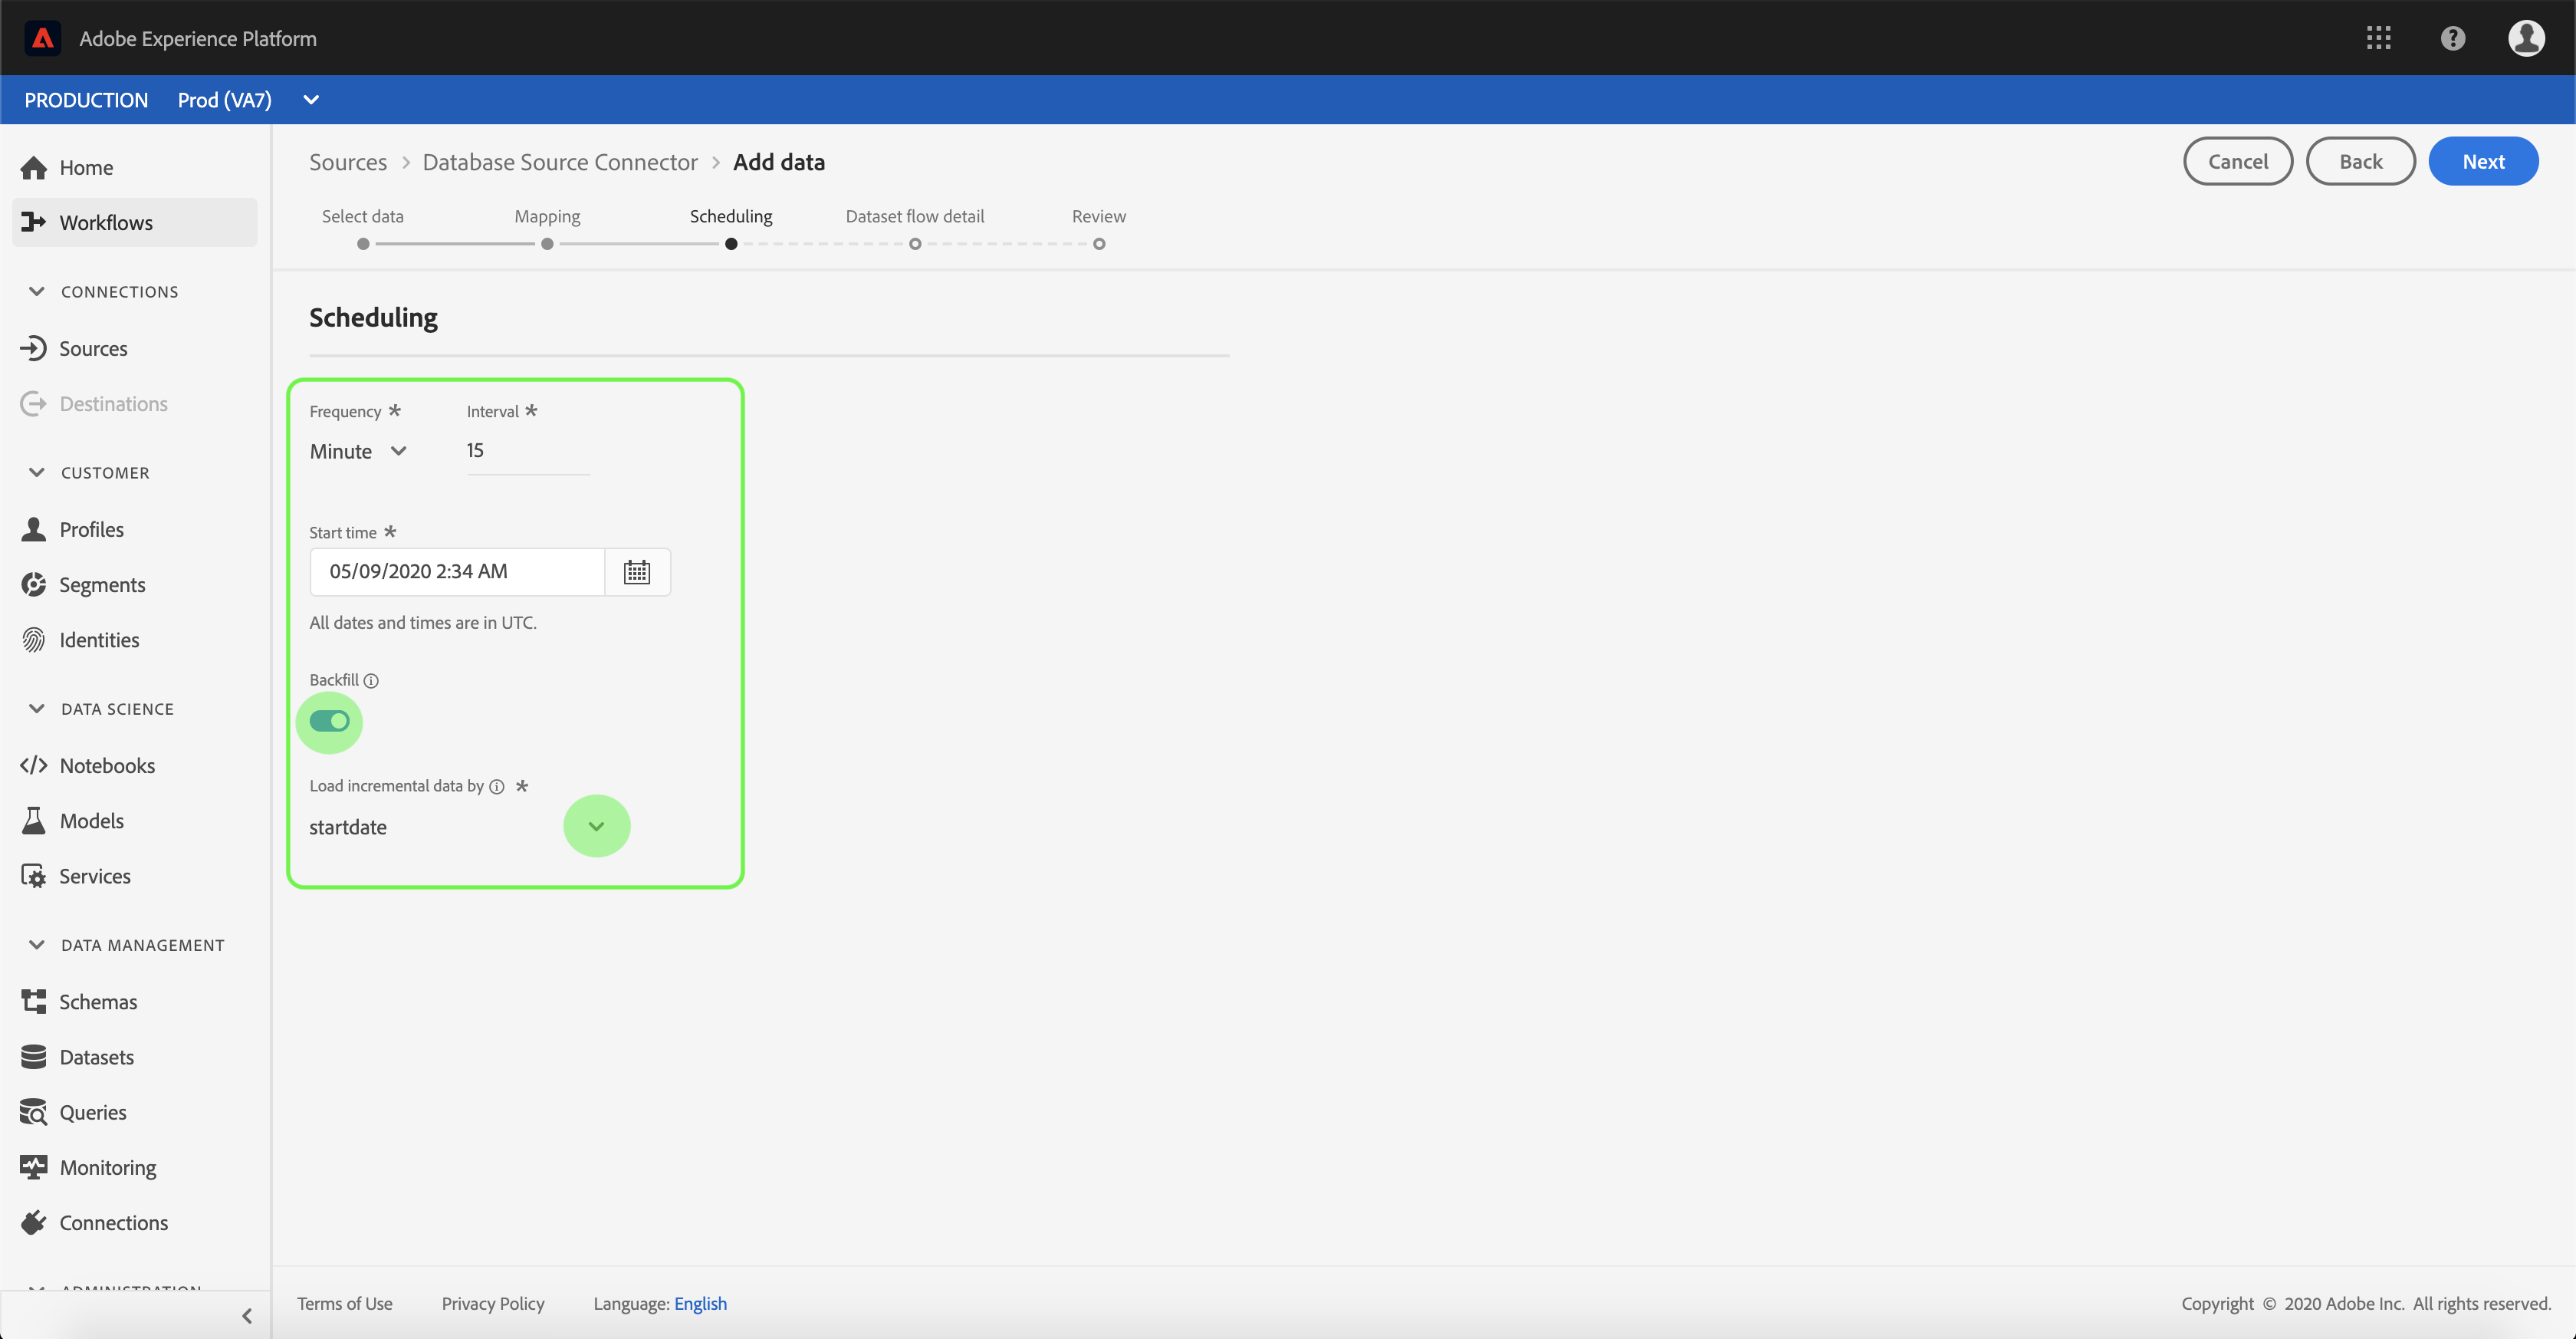 Adobe Experience Platform
PRODUCTION Prod (VA7)
Home
Workflows
CONNECTIONS
Sources
Destinations
CUSTOMER
Profiles
Segments
Identities
DATA SCIENCE
Notebooks
Models
Services
DATA MANAGEMENT
Schemas
Datasets
Queries
Monitoring
Connections
ADMINISTRATION
Sources > Database Source Connector > Add data
Cancel Back Next
Select data Mapping Scheduling Dataset flow detail Review
Scheduling
Frequency * Interval *
Minute 15
Start time *
05/09/2020 2:34 AM
All dates and times are in UTC.
Backfill
Load incremental data by *
startdate
Terms of Use Privacy Policy Language: English
Copyright © 2020 Adobe Inc. All rights reserved.